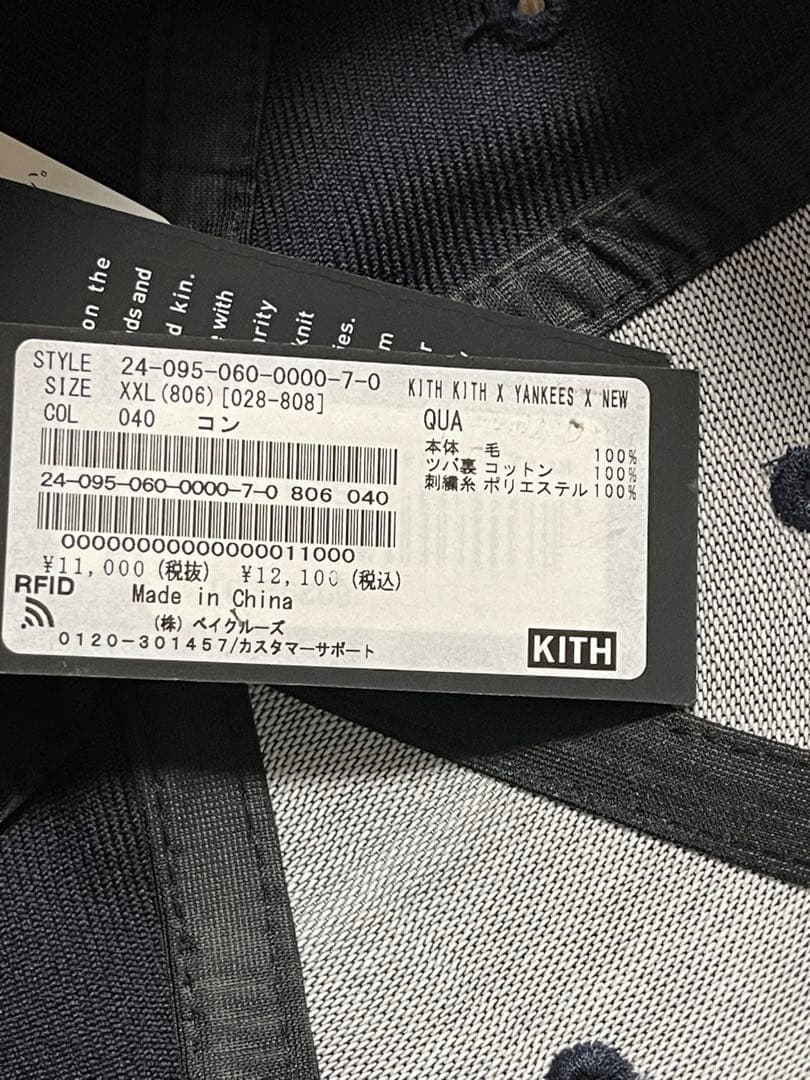 い。
on the
ds and
d kin.
with
rity
knit
ies.
m
r
STYLE 24-095-060-0000-7-0 KITH KITH X YANKEES X NEW
SIZE XXL(806)[028-808]
COL 040 コン
QUA
本体 毛 100%
ツバ裏 コットン 100%
刺繍糸 ポリエステル 100%
24-095-060-0000-7-0 806 040
00000000000000011000
¥11,000(税抜) ¥12,100(税込)
RFID
Made in China
(株)ベイクルーズ
0120-301457/カスタマーサポート
KITH